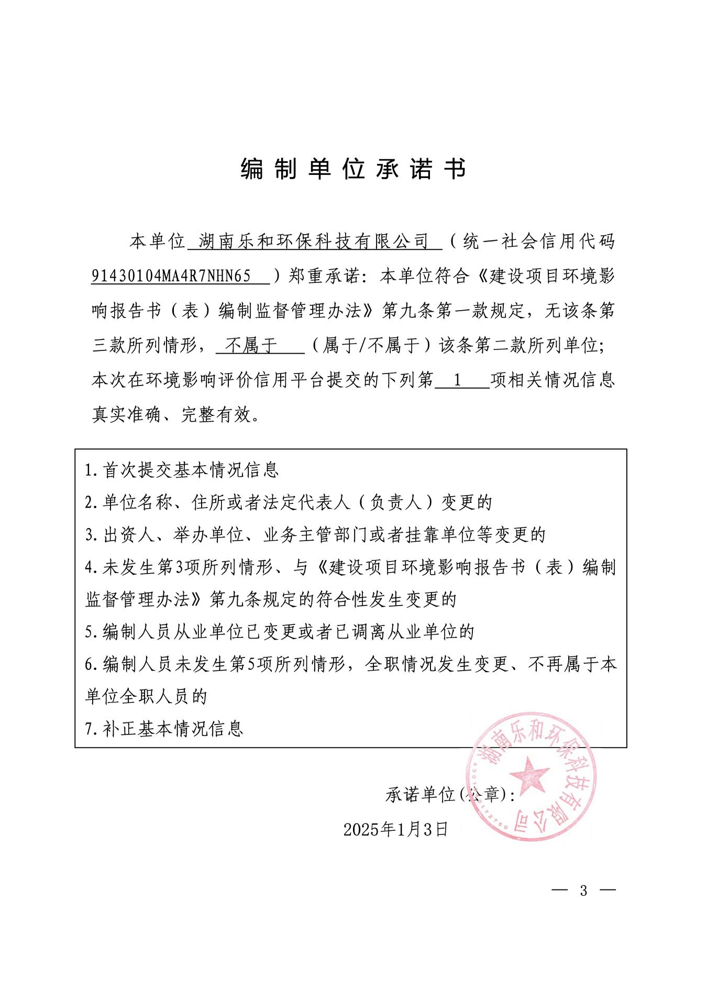 编制单位承诺书
本单位 湖南乐和环保科技有限公司 （统一社会信用代码
91430104MA4R7NHN65 ）郑重承诺：本单位符合《建设项目环境影
响报告书（表）编制监督管理办法》第九条第一款规定，无该条第
三款所列情形， 不属于 （属于/不属于）该条第二款所列单位；
本次在环境影响评价信用平台提交的下列第 1 项相关情况信息
真实准确、完整有效。
1.首次提交基本情况信息
2.单位名称、住所或者法定代表人（负责人）变更的
3.出资人、举办单位、业务主管部门或者挂靠单位等变更的
4.未发生第3项所列情形、与《建设项目环境影响报告书（表）编制
监督管理办法》第九条规定的符合性发生变更的
5.编制人员从业单位已变更或者已调离从业单位的
6.编制人员未发生第5项所列情形，全职情况发生变更、不再属于本
单位全职人员的
7.补正基本情况信息
湖南乐和环保科技有限公司
承诺单位(公章)：
2025年1月3日
— 3 —